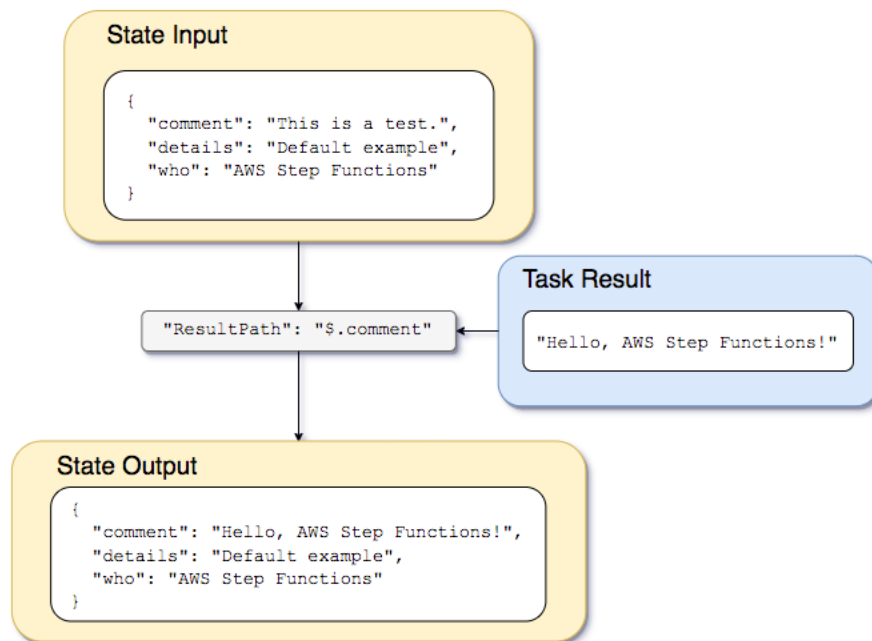 State Input
{
  "comment": "This is a test.",
  "details": "Default example",
  "who": "AWS Step Functions"
}
Task Result
"ResultPath": "$.comment"
"Hello, AWS Step Functions!"
State Output
{
  "comment": "Hello, AWS Step Functions!",
  "details": "Default example",
  "who": "AWS Step Functions"
}